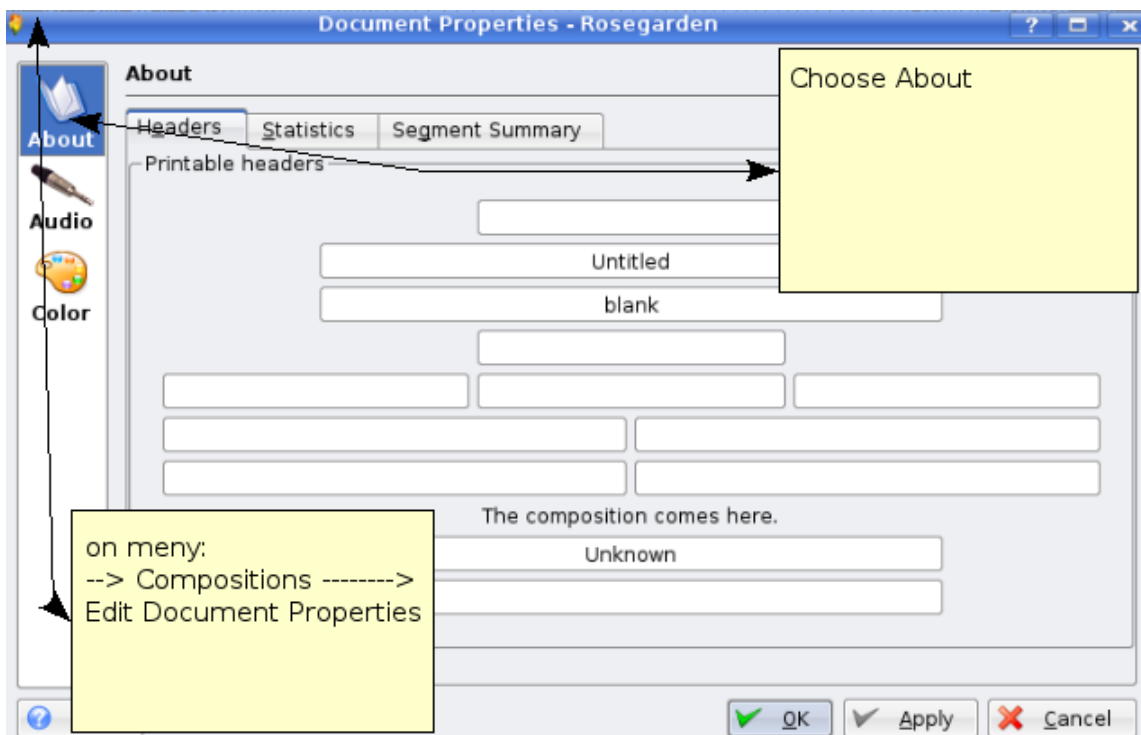 Document Properties - Rosegarden
About
Choose About
About
Headers Statistics Segment Summary
Printable headers
Audio
Untitled
Color
blank
The composition comes here.
Unknown
on meny:
--> Compositions -------->
Edit Document Properties
OK Apply Cancel